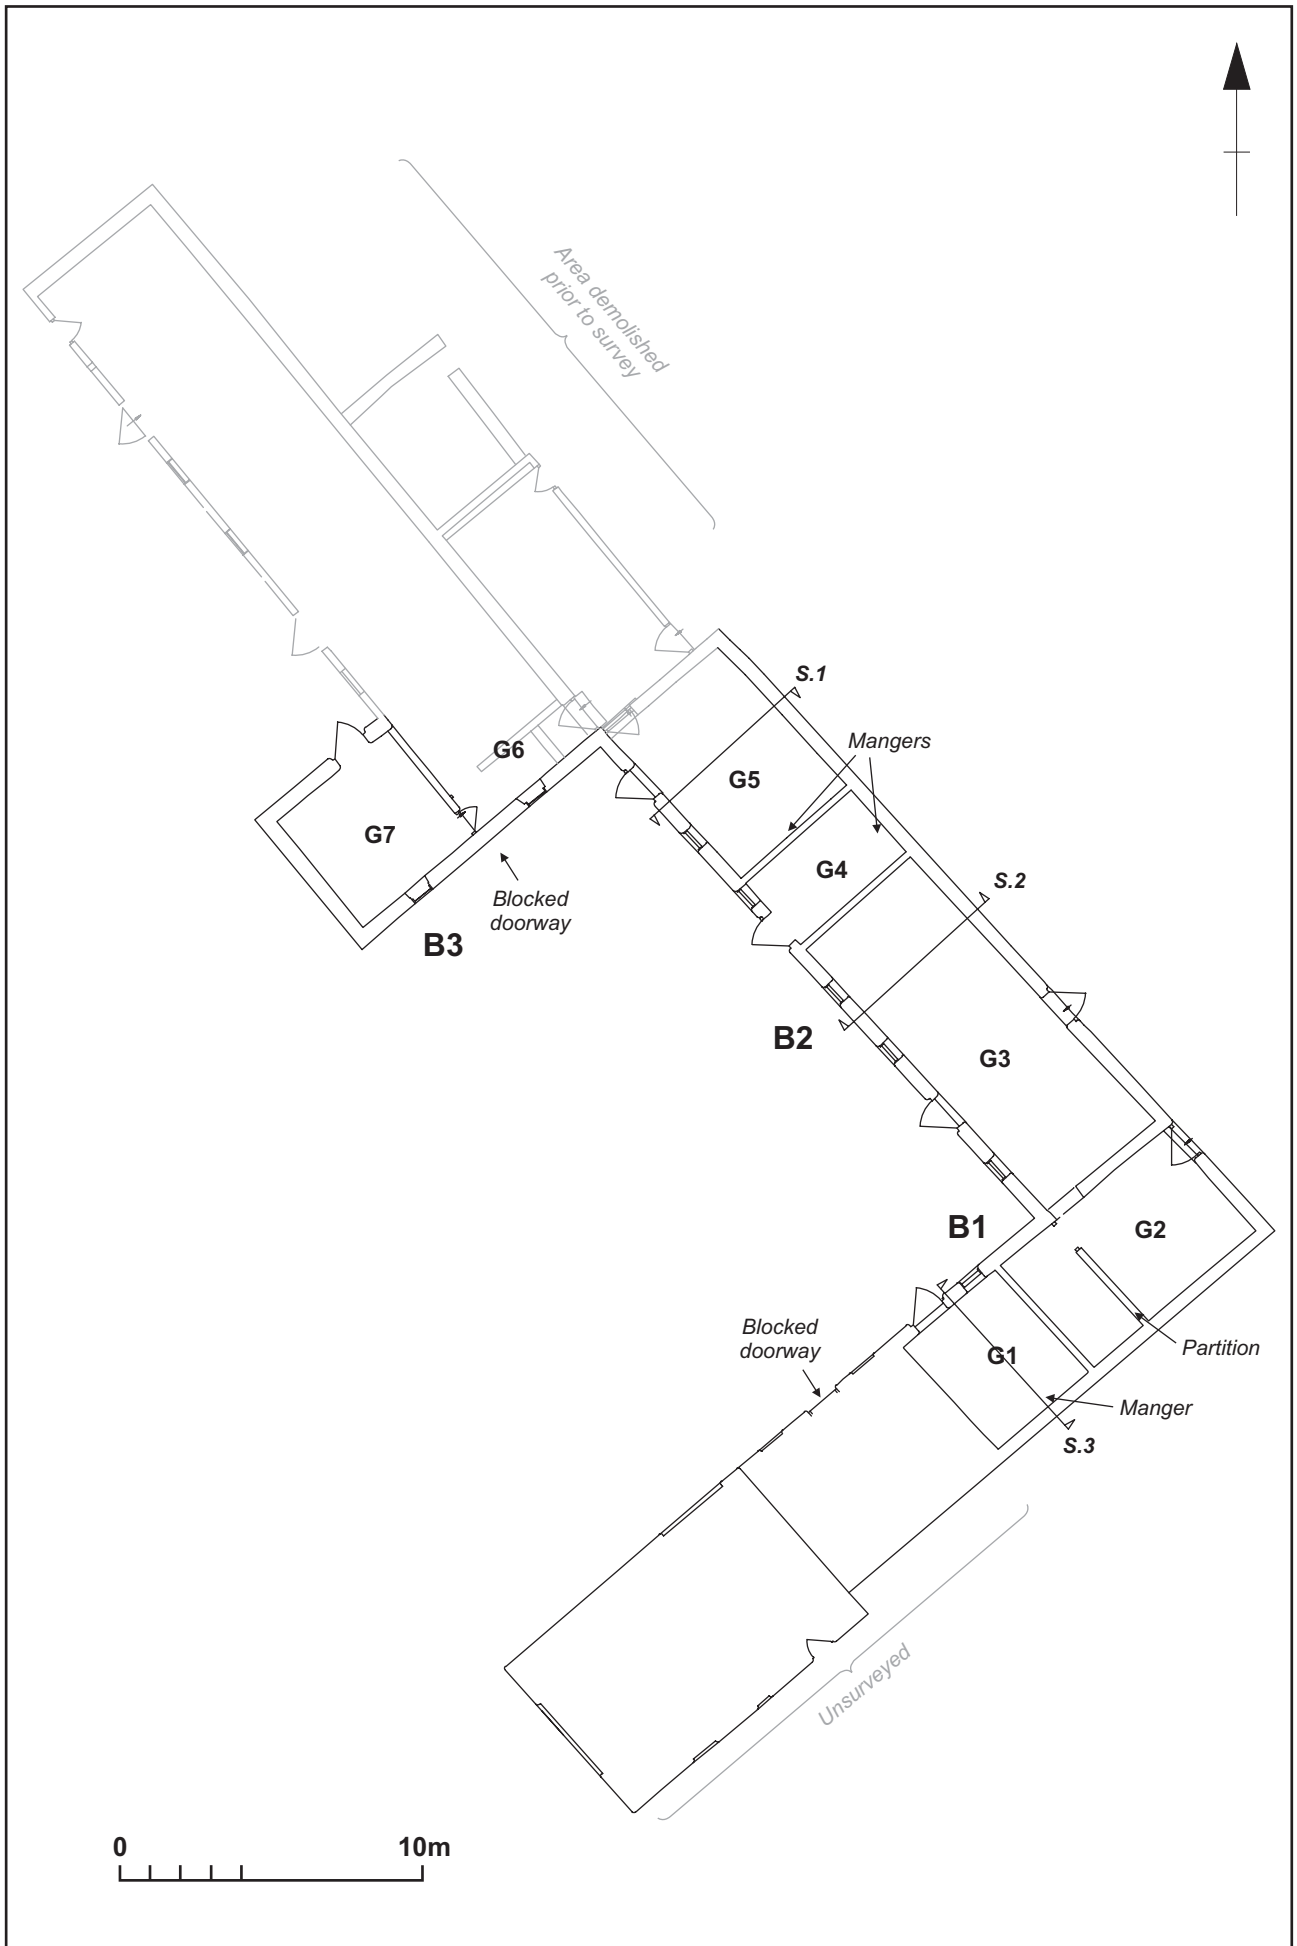 Area demolished
prior to survey
S.1
Mangers
G6
G5
G7
G4
S.2
Blocked
doorway
B3
B2
G3
B1
G2
Blocked
doorway
G1
Partition
Manger
S.3
Unsurveyed
0 10m